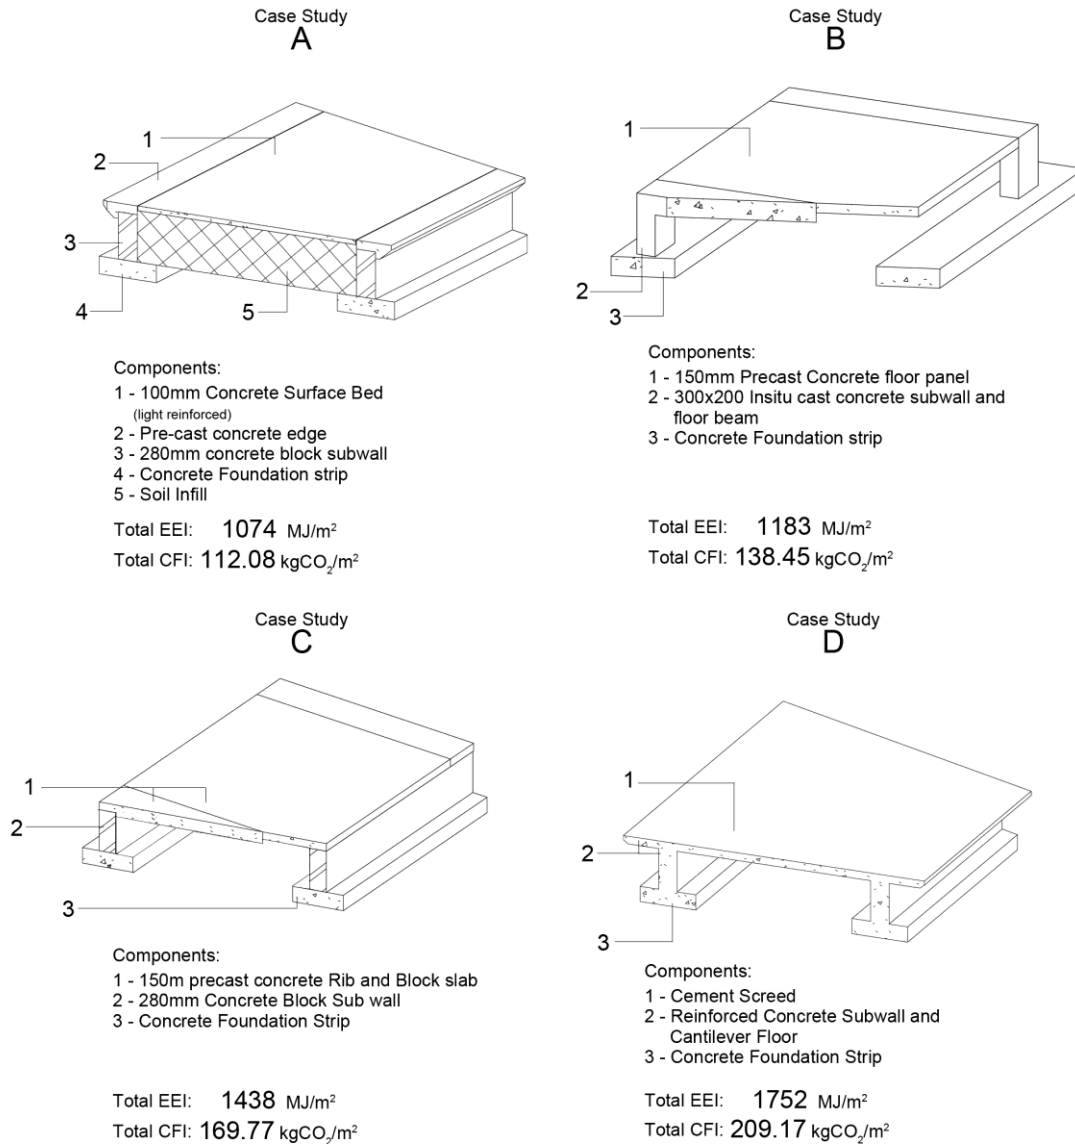 Case Study
A
1
2
3
4
5
Components:
1 - 100mm Concrete Surface Bed
(light reinforced)
2 - Pre-cast concrete edge
3 - 280mm concrete block subwall
4 - Concrete Foundation strip
5 - Soil Infill
Total EEI: 1074 MJ/m²
Total CFI: 112.08 kgCO₂/m²
Case Study
B
1
2
3
Components:
1 - 150mm Precast Concrete floor panel
2 - 300x200 Insitu cast concrete subwall and
floor beam
3 - Concrete Foundation strip
Total EEI: 1183 MJ/m²
Total CFI: 138.45 kgCO₂/m²
Case Study
C
1
2
3
Components:
1 - 150m precast concrete Rib and Block slab
2 - 280mm Concrete Block Sub wall
3 - Concrete Foundation Strip
Total EEI: 1438 MJ/m²
Total CFI: 169.77 kgCO₂/m²
Case Study
D
1
2
3
Components:
1 - Cement Screed
2 - Reinforced Concrete Subwall and
Cantilever Floor
3 - Concrete Foundation Strip
Total EEI: 1752 MJ/m²
Total CFI: 209.17 kgCO₂/m²